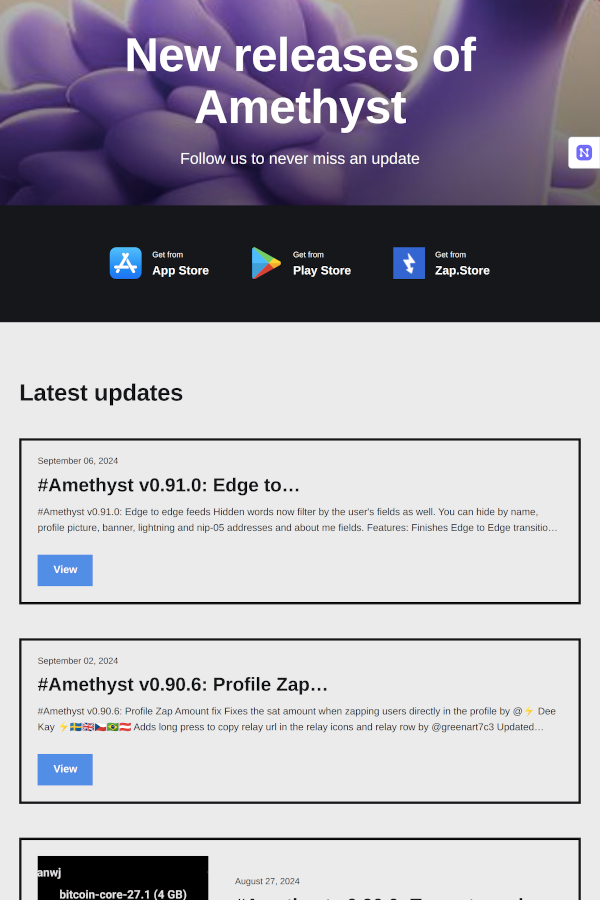 New releases of
Amethyst
Follow us to never miss an update
Get from
App Store
Get from
Play Store
Get from
Zap.Store
Latest updates
September 06, 2024
#Amethyst v0.91.0: Edge to…
#Amethyst v0.91.0: Edge to edge feeds Hidden words now filter by the user's fields as well. You can hide by name,
profile picture, banner, lightning and nip-05 addresses and about me fields. Features: Finishes Edge to Edge transitio…
View
September 02, 2024
#Amethyst v0.90.6: Profile Zap…
#Amethyst v0.90.6: Profile Zap Amount fix Fixes the sat amount when zapping users directly in the profile by @⚡ Dee
Kay ⚡🇸🇪🇬🇧🇨🇿🇧🇷🇦🇹 Adds long press to copy relay url in the relay icons and relay row by @greenart7c3 Updated…
View
anwj
bitcoin-core-27.1 (4 GB)
August 27, 2024